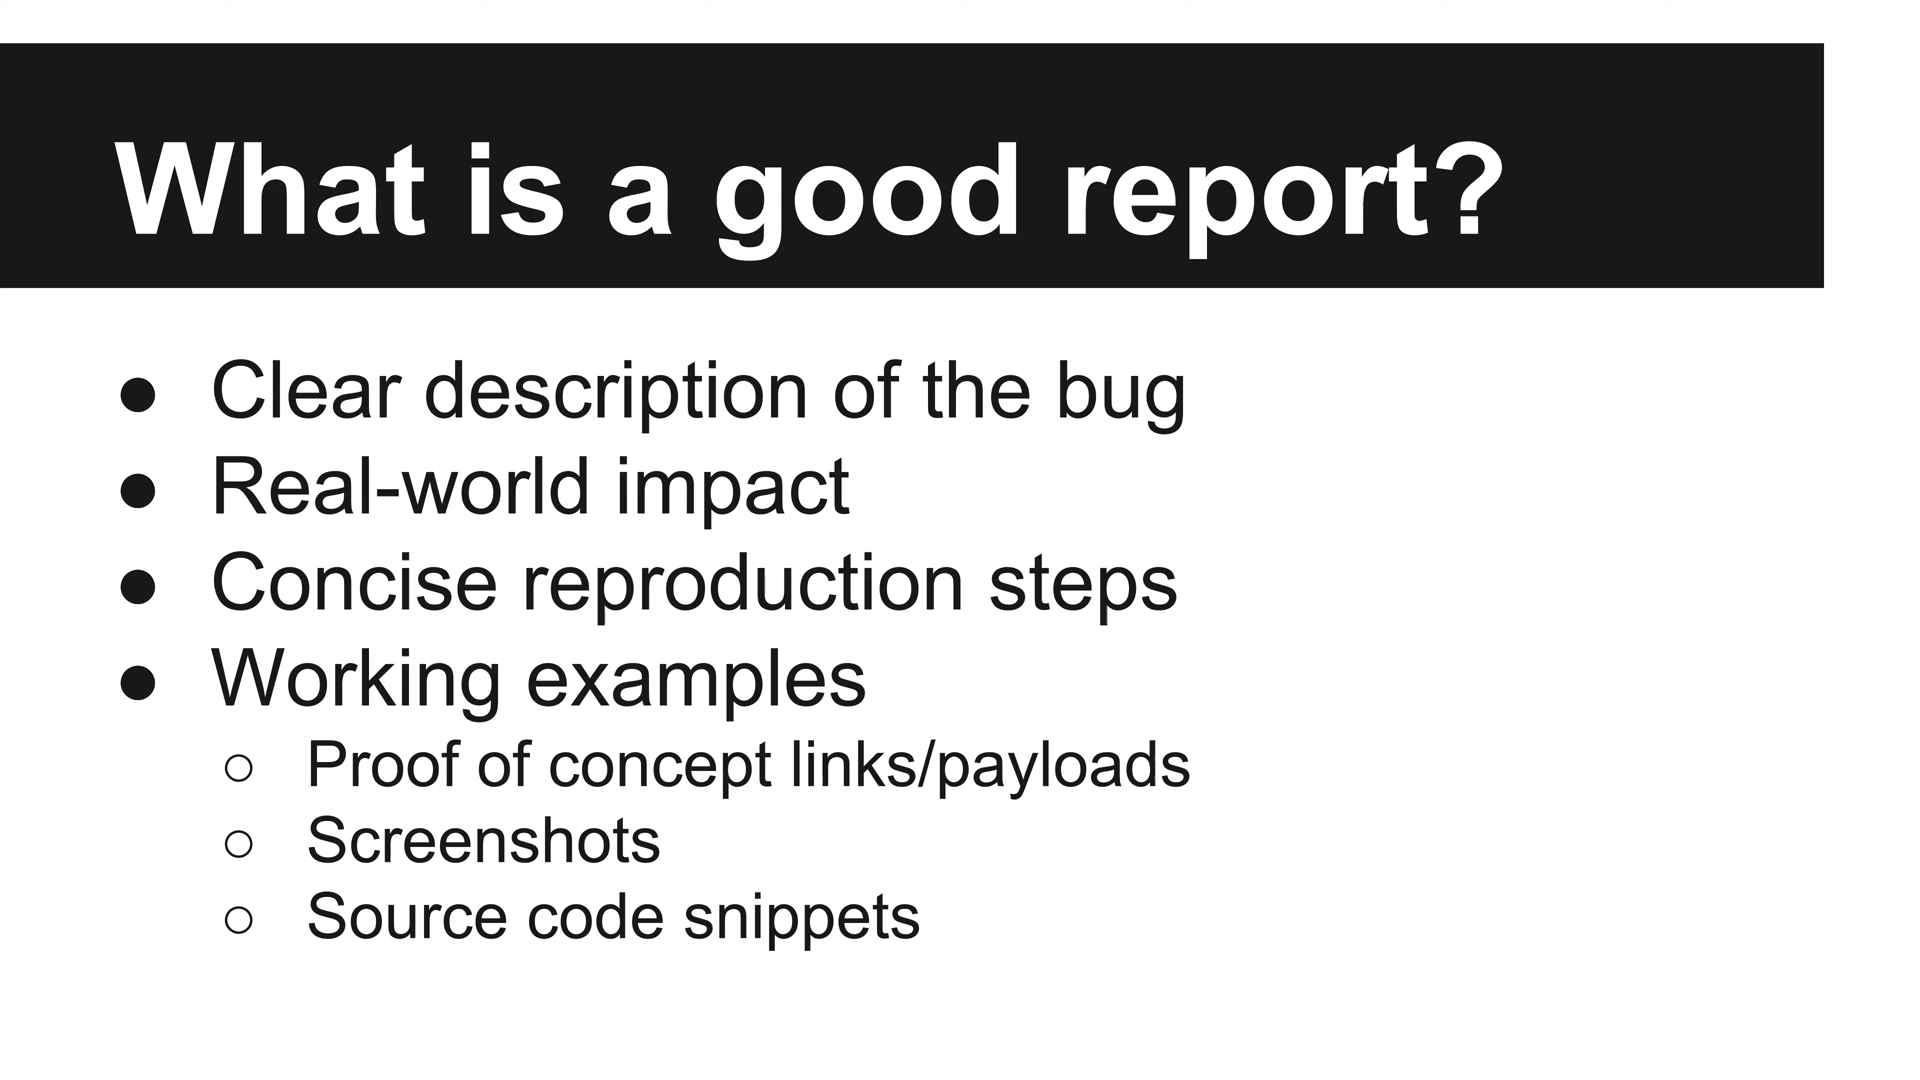 What is a good report?
● Clear description of the bug
● Real-world impact
● Concise reproduction steps
● Working examples
○ Proof of concept links/payloads
○ Screenshots
○ Source code snippets